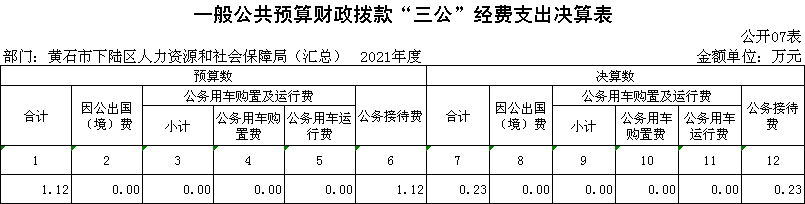 一般公共预算财政拨款“三公”经费支出决算表
公开07表
部门：黄石市下陆区人力资源和社会保障局（汇总） 2021年度 金额单位：万元
预算数 决算数
合计 因公出国（境）费 公务用车购置及运行费 公务接待费 合计 因公出国（境）费 公务用车购置及运行费 公务接待费
小计 公务用车购置费 公务用车运行费 小计 公务用车购置费 公务用车运行费
1 2 3 4 5 6 7 8 9 10 11 12
1.12 0.00 0.00 0.00 0.00 1.12 0.23 0.00 0.00 0.00 0.00 0.23